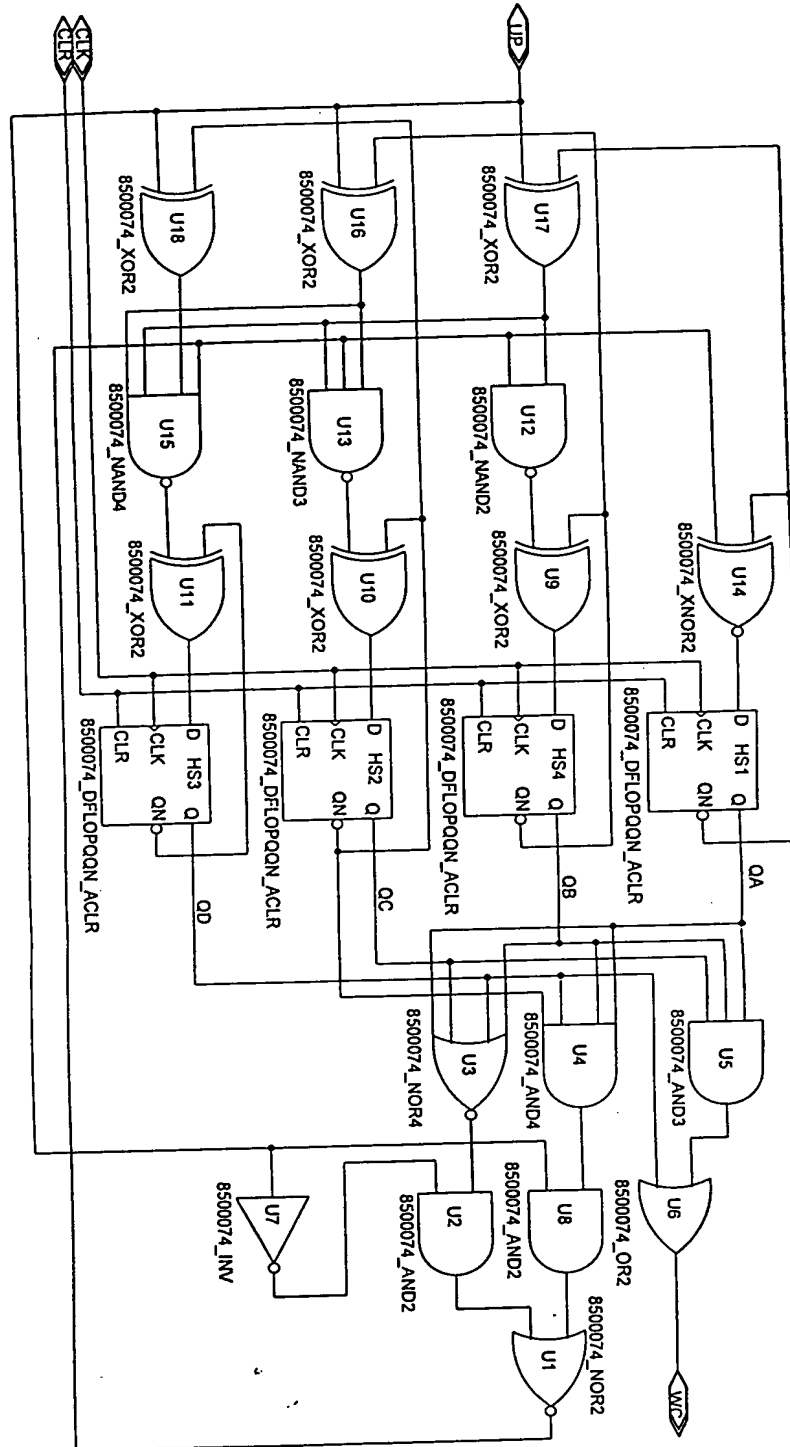 UP
CLK
CLR
U17
8500074_XOR2
U16
8500074_XOR2
U18
8500074_XOR2
U12
8500074_NAND2
U13
8500074_NAND3
U15
8500074_NAND4
U14
8500074_XNOR2
U9
8500074_XOR2
U10
8500074_XOR2
U11
8500074_XOR2
D
HS1
CLK
Q
CLR
QN
8500074_DFLOPQQN_ACLR
D
HS4
CLK
Q
CLR
QN
8500074_DFLOPQQN_ACLR
D
HS2
CLK
Q
CLR
QN
8500074_DFLOPQQN_ACLR
D
HS3
CLK
Q
CLR
QN
8500074_DFLOPQQN_ACLR
QA
QB
QC
QD
U5
8500074_AND3
U4
8500074_AND4
U3
8500074_NOR4
U6
8500074_OR2
U8
8500074_AND2
U2
8500074_AND2
U7
8500074_INV
U1
8500074_NOR2
WC